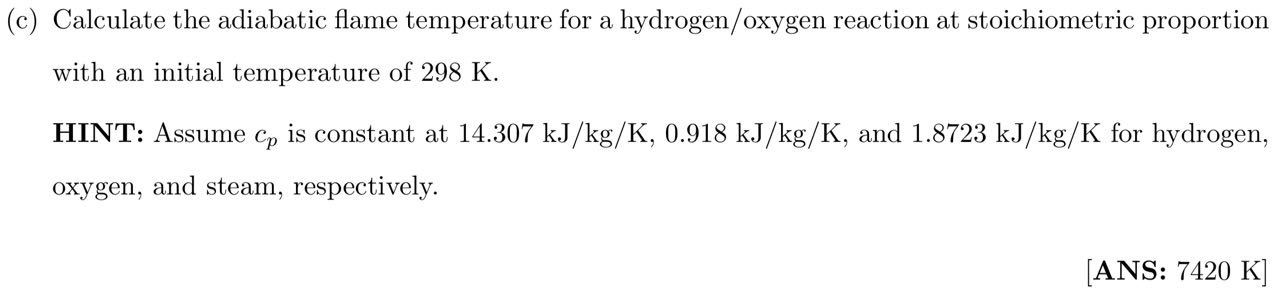 (c) Calculate the adiabatic flame temperature for a hydrogen/oxygen reaction at stoichiometric proportion
with an initial temperature of 298 K.
HINT: Assume c_p is constant at 14.307 kJ/kg/K, 0.918 kJ/kg/K, and 1.8723 kJ/kg/K for hydrogen,
oxygen, and steam, respectively.
[ANS: 7420 K]